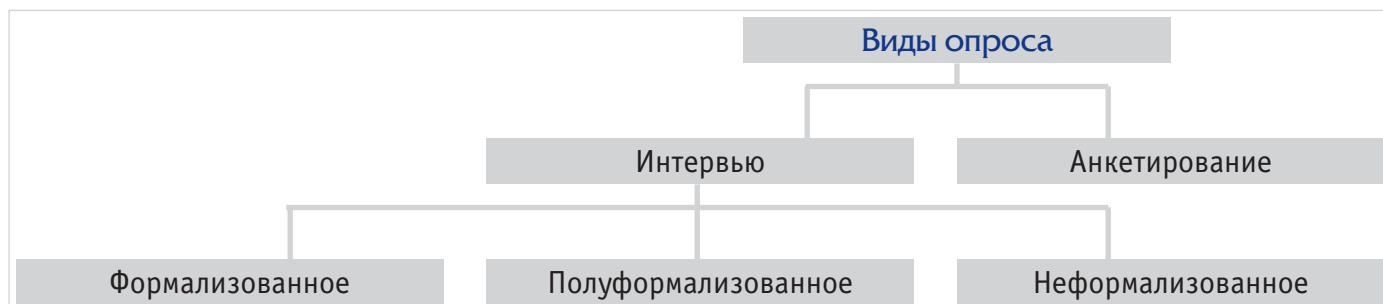 Виды опроса
Интервью
Анкетирование
Формализованное
Полуформализованное
Неформализованное